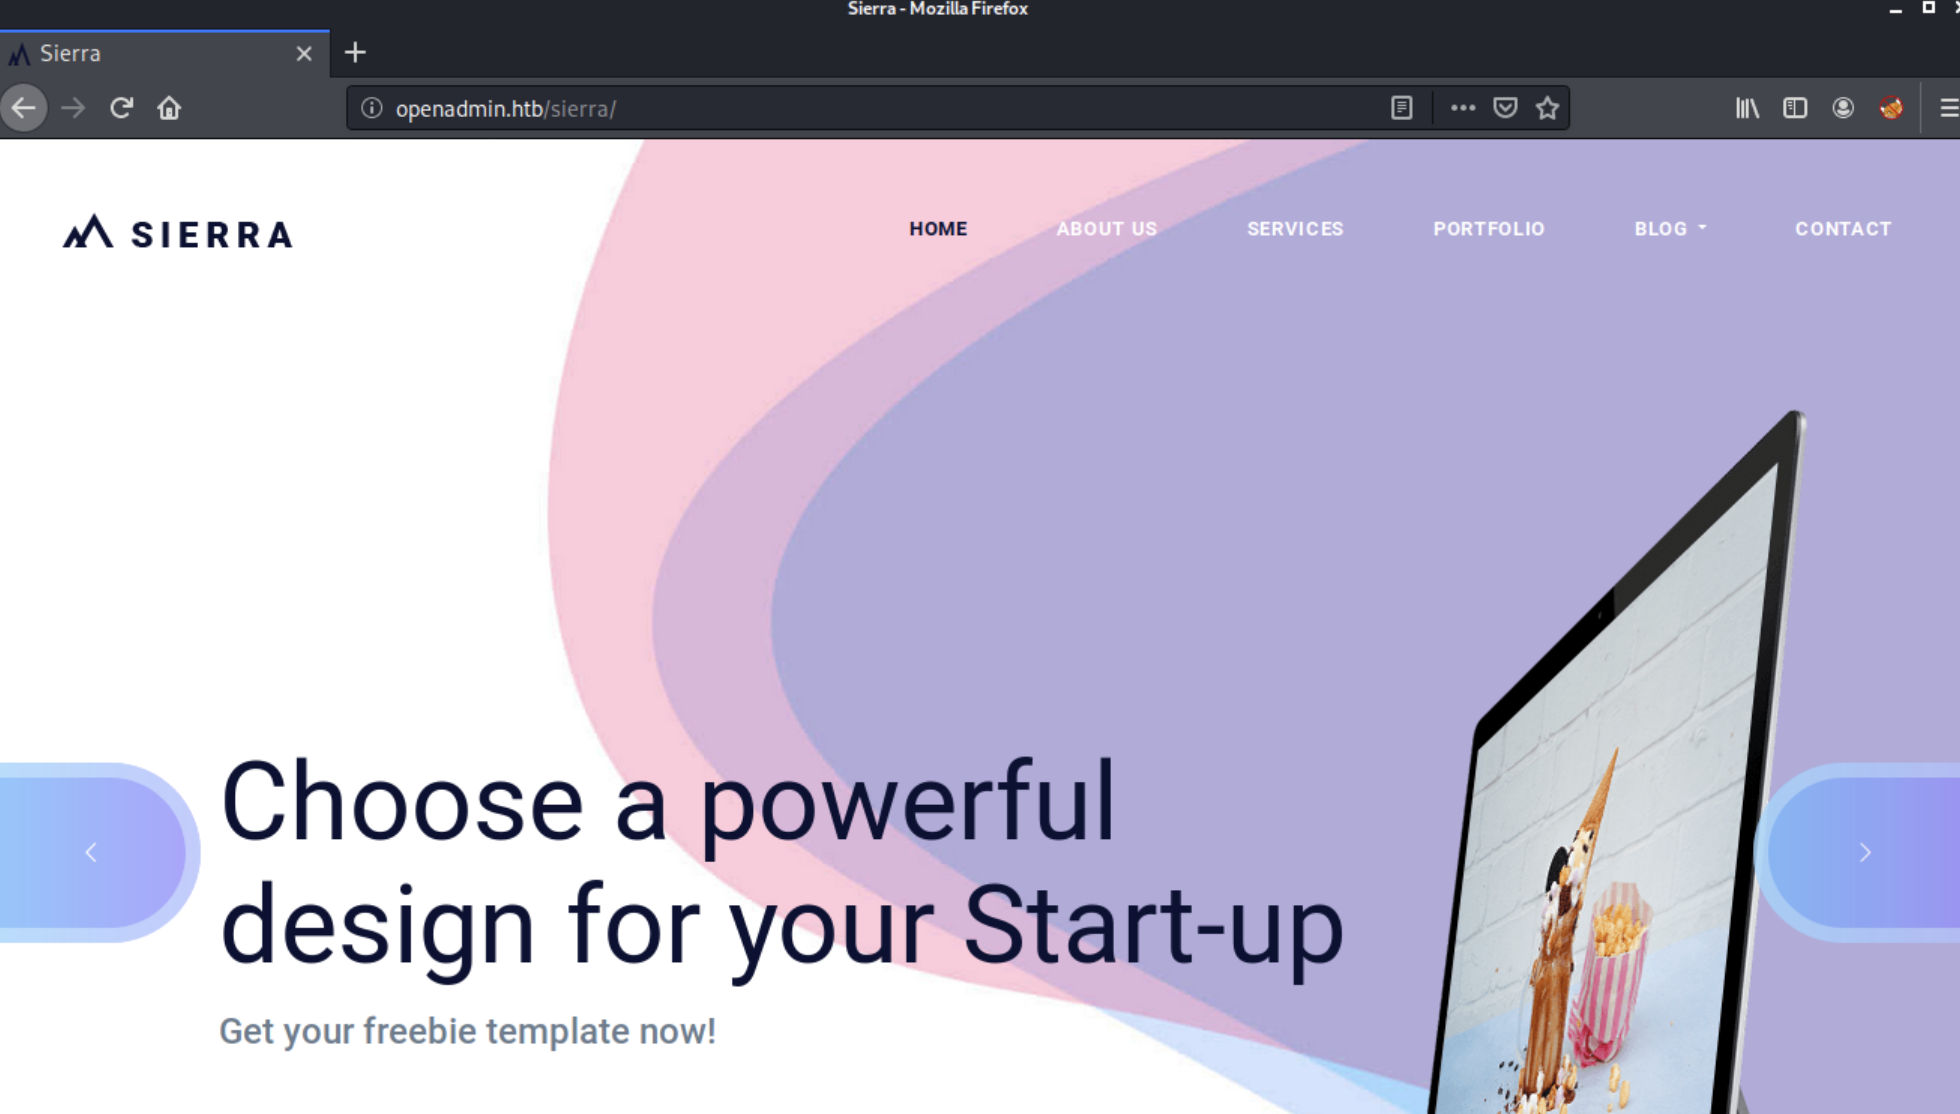 Sierra - Mozilla Firefox
Sierra
openadmin.htb/sierra/
SIERRA
HOME ABOUT US SERVICES PORTFOLIO BLOG CONTACT
Choose a powerful
design for your Start-up
Get your freebie template now!